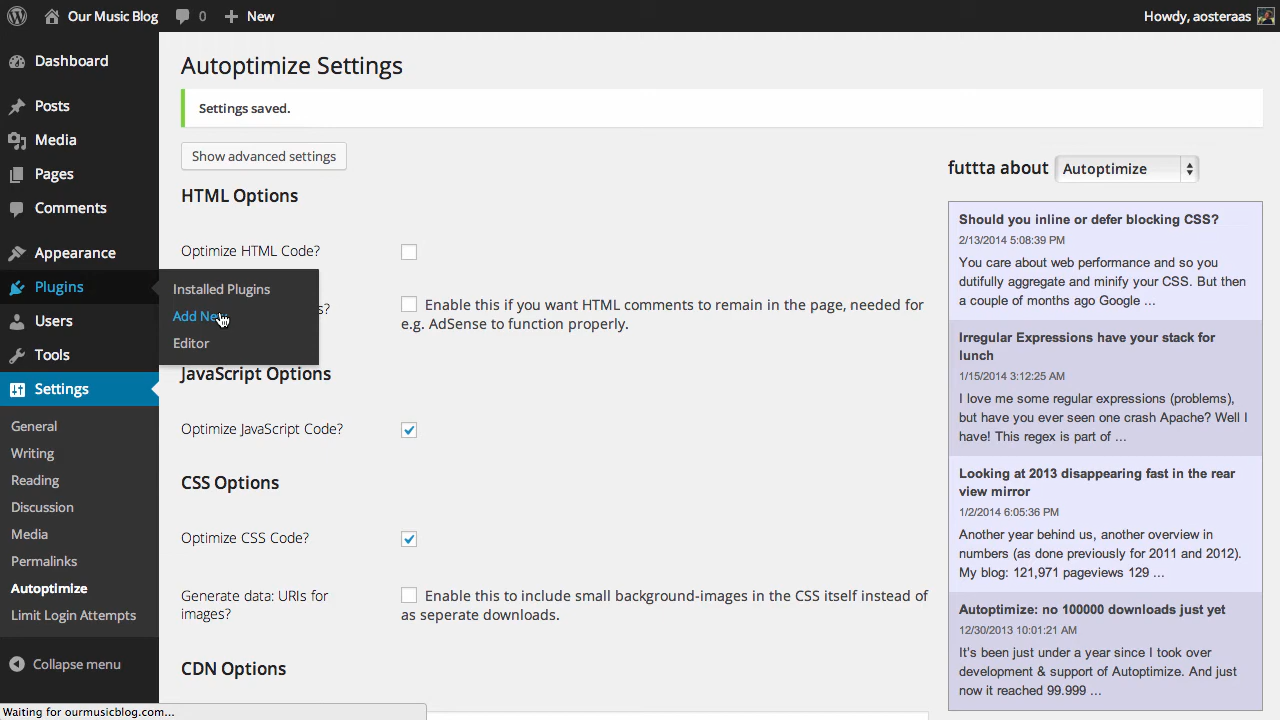 Our Music Blog 0 New Howdy, aosteraas
Dashboard
Posts
Media
Pages
Comments
Appearance
Plugins
Users
Tools
Settings
General
Writing
Reading
Discussion
Media
Permalinks
Autoptimize
Limit Login Attempts
Collapse menu
Installed Plugins
Add New
Editor
Autoptimize Settings
Settings saved.
Show advanced settings
HTML Options
Optimize HTML Code?
s?
Enable this if you want HTML comments to remain in the page, needed for
e.g. AdSense to function properly.
JavaScript Options
Optimize JavaScript Code?
CSS Options
Optimize CSS Code?
Generate data: URIs for
images?
Enable this to include small background-images in the CSS itself instead of
as seperate downloads.
CDN Options
futtta about Autoptimize
Should you inline or defer blocking CSS?
2/13/2014 5:08:39 PM
You care about web performance and so you
dutifully aggregate and minify your CSS. But then
a couple of months ago Google ...
Irregular Expressions have your stack for
lunch
1/15/2014 3:12:25 AM
I love me some regular expressions (problems),
but have you ever seen one crash Apache? Well I
have! This regex is part of ...
Looking at 2013 disappearing fast in the rear
view mirror
1/2/2014 6:05:36 PM
Another year behind us, another overview in
numbers (as done previously for 2011 and 2012).
My blog: 121,971 pageviews 129 ...
Autoptimize: no 100000 downloads just yet
12/30/2013 10:01:21 AM
It's been just under a year since I took over
development & support of Autoptimize. And just
now it reached 99.999 ...
Waiting for ourmusicblog.com...